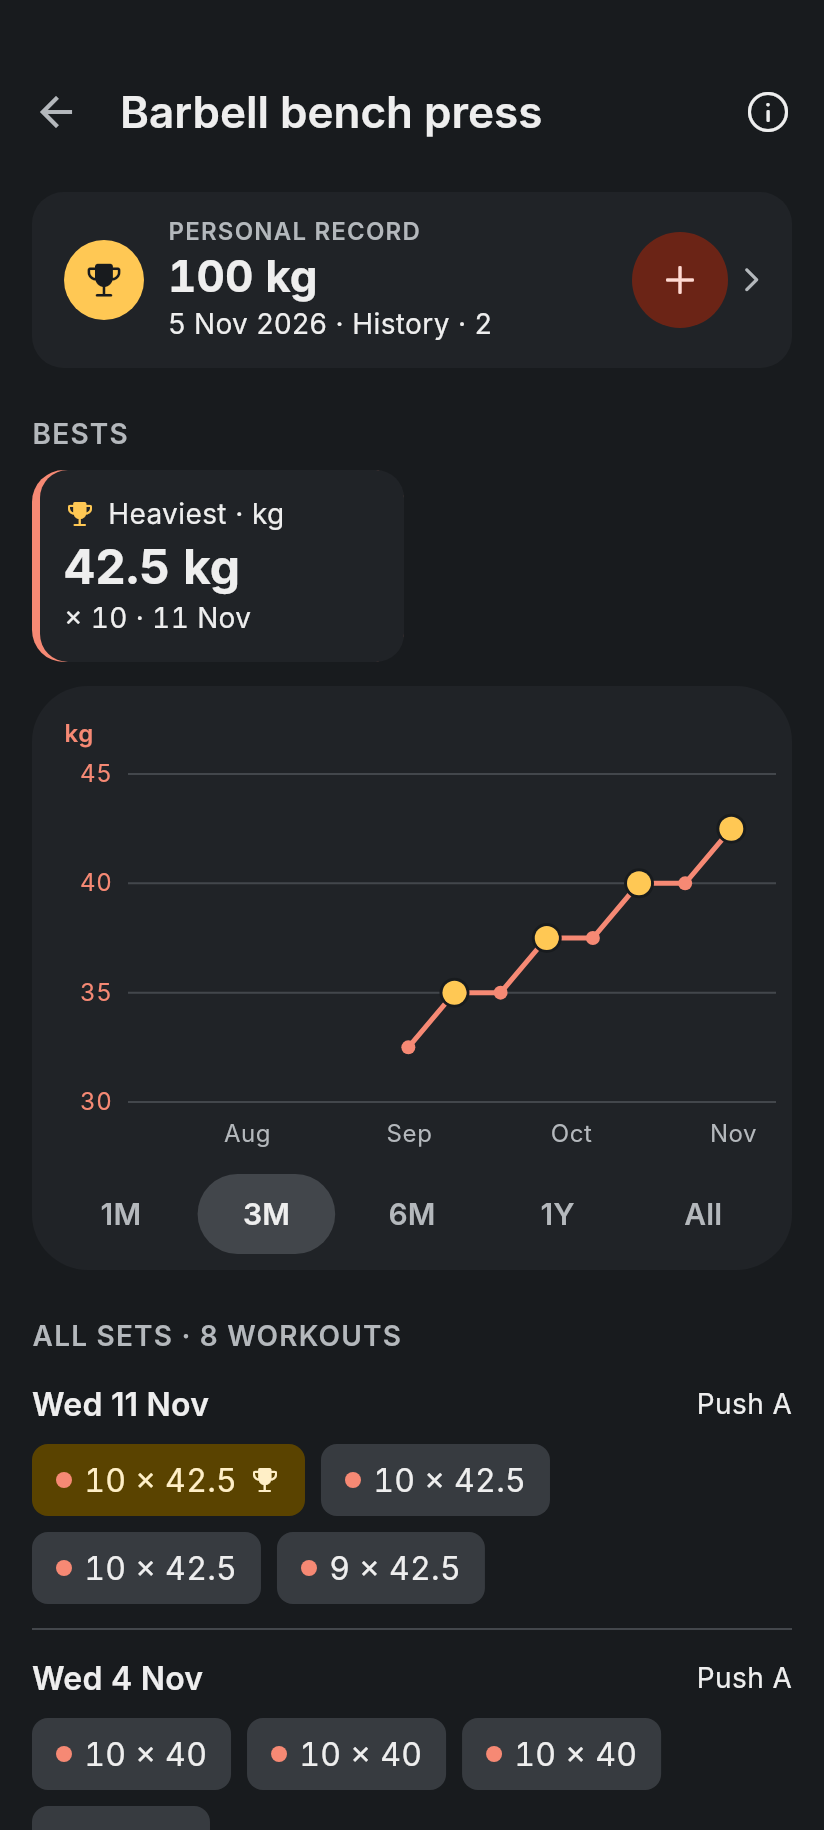 Barbell bench press
PERSONAL RECORD
100 kg
5 Nov 2026 · History · 2
BESTS
Heaviest · kg
42.5 kg
× 10 · 11 Nov
kg
45
40
35
30
Aug Sep Oct Nov
1M 3M 6M 1Y All
ALL SETS · 8 WORKOUTS
Wed 11 Nov Push A
10 × 42.5 10 × 42.5
10 × 42.5 9 × 42.5
Wed 4 Nov Push A
10 × 40 10 × 40 10 × 40